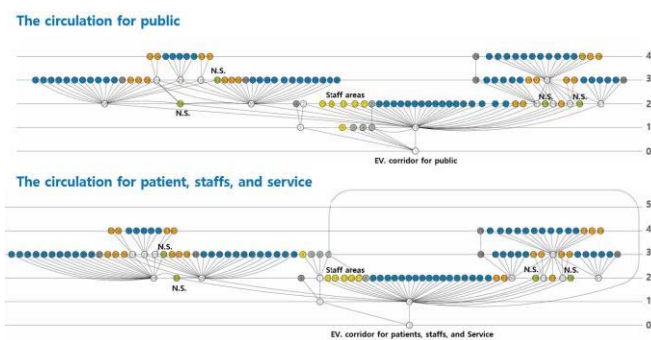 The circulation for public
4
N.S.
3
Staff areas
N.S.
N.S.
2
N.S.
1
EV. corridor for public
0
The circulation for patient, staffs, and service
5
4
N.S.
3
Staff areas
N.S.
N.S.
2
N.S.
1
EV. corridor for patients, staffs, and Service
0